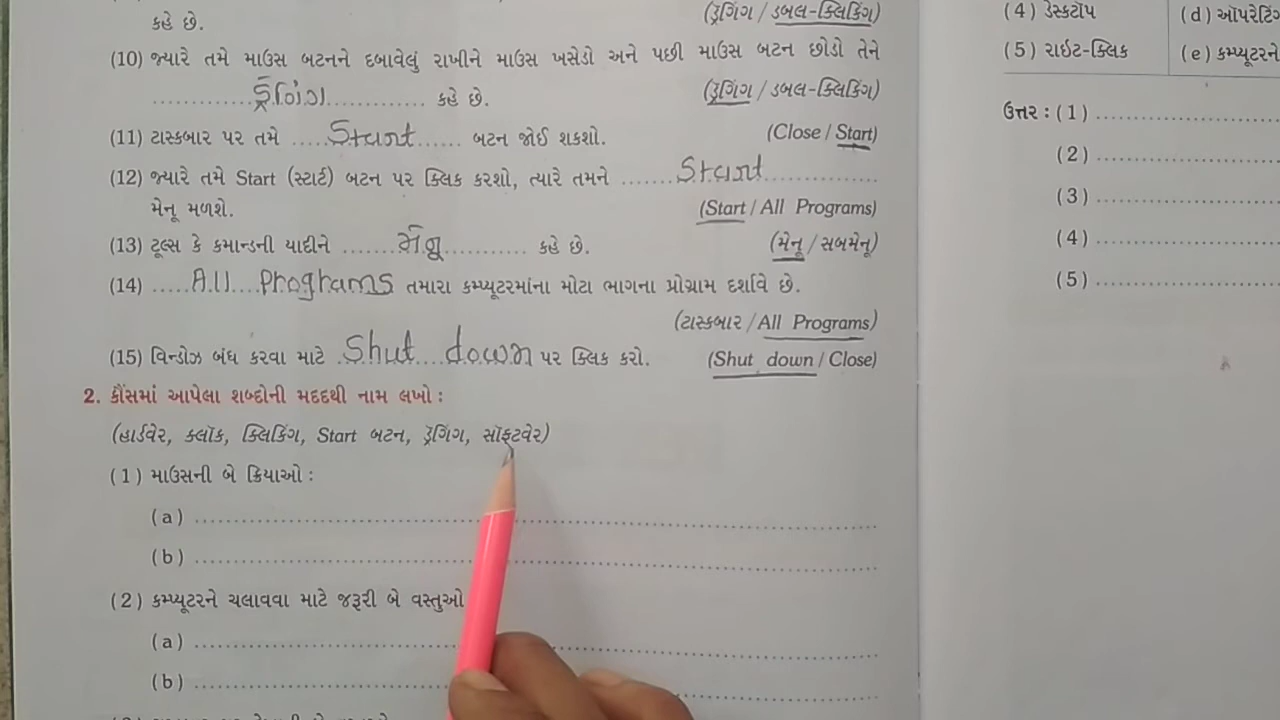 કહે છે. (ડ્રૅગિંગ / ડબલ-ક્લિકિંગ)
(10) જ્યારે તમે માઉસ બટનને દબાવેલું રાખીને માઉસ ખસેડો અને પછી માઉસ બટન છોડો તેને
............ડ્રૅગિંગ............ કહે છે. (ડ્રૅગિંગ / ડબલ-ક્લિકિંગ)
(11) ટાસ્કબાર પર તમે .....Start...... બટન જોઈ શકશો. (Close / Start)
(12) જ્યારે તમે Start (સ્ટાર્ટ) બટન પર ક્લિક કરશો, ત્યારે તમને .......Start..............
મેનૂ મળશે. (Start / All Programs)
(13) ટૂલ્સ કે કમાન્ડની યાદીને .......મેનૂ........... કહે છે. (મેનૂ / સબમેનૂ)
(14) .....All....Programs તમારા કમ્પ્યૂટરમાંના મોટા ભાગના પ્રોગ્રામ દર્શાવે છે.
(ટાસ્કબાર / All Programs)
(15) વિન્ડોઝ બંધ કરવા માટે .Shut....down પર ક્લિક કરો. (Shut down / Close)
2. કૌંસમાં આપેલા શબ્દોની મદદથી નામ લખો :
(હાર્ડવેર, ક્લૉક, ક્લિકિંગ, Start બટન, ડ્રૅગિંગ, સૉફ્ટવેર)
(1) માઉસની બે ક્રિયાઓ :
(a) ........................................
(b) ........................................
(2) કમ્પ્યૂટરને ચલાવવા માટે જરૂરી બે વસ્તુઓ
(a) ........................................
(b) ........................................
(4) ડેસ્કટૉપ (d) ઑપરેટિંગ
(5) રાઇટ-ક્લિક (e) કમ્પ્યૂટરને
ઉત્તર : (1) ....................
(2) ....................
(3) ....................
(4) ....................
(5) ....................